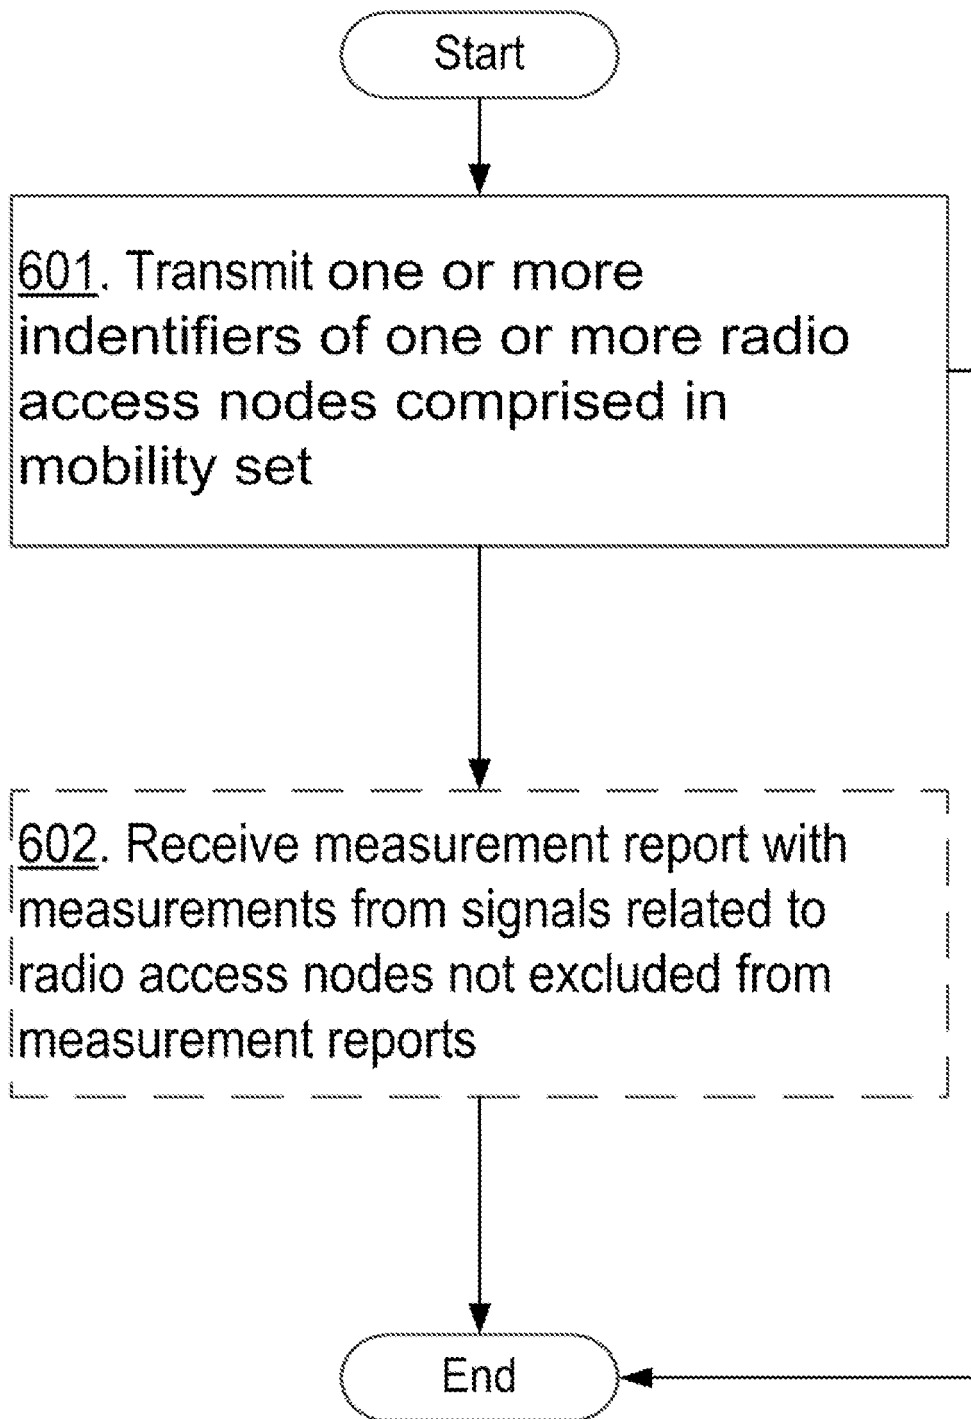 Start
601. Transmit one or more
indentifiers of one or more radio
access nodes comprised in
mobility set
602. Receive measurement report with
measurements from signals related to
radio access nodes not excluded from
measurement reports
End